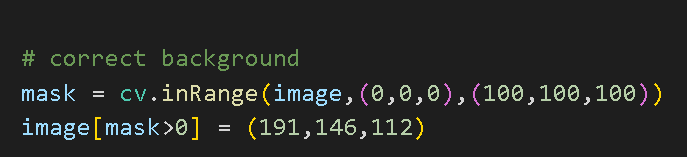 # correct background
mask = cv.inRange(image,(0,0,0),(100,100,100))
image[mask>0] = (191,146,112)